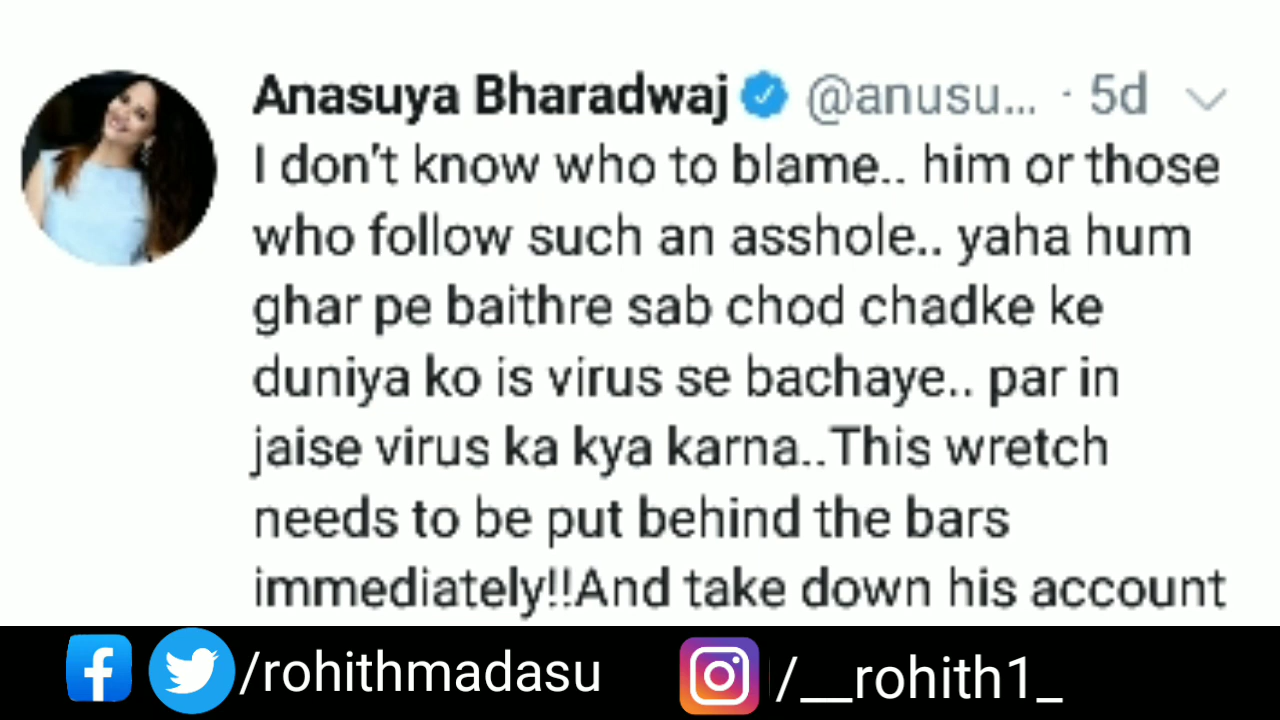 Anasuya Bharadwaj @anusu... · 5d
I don't know who to blame.. him or those
who follow such an asshole.. yaha hum
ghar pe baithre sab chod chadke ke
duniya ko is virus se bachaye.. par in
jaise virus ka kya karna..This wretch
needs to be put behind the bars
immediately!!And take down his account
/rohithmadasu /__rohith1_